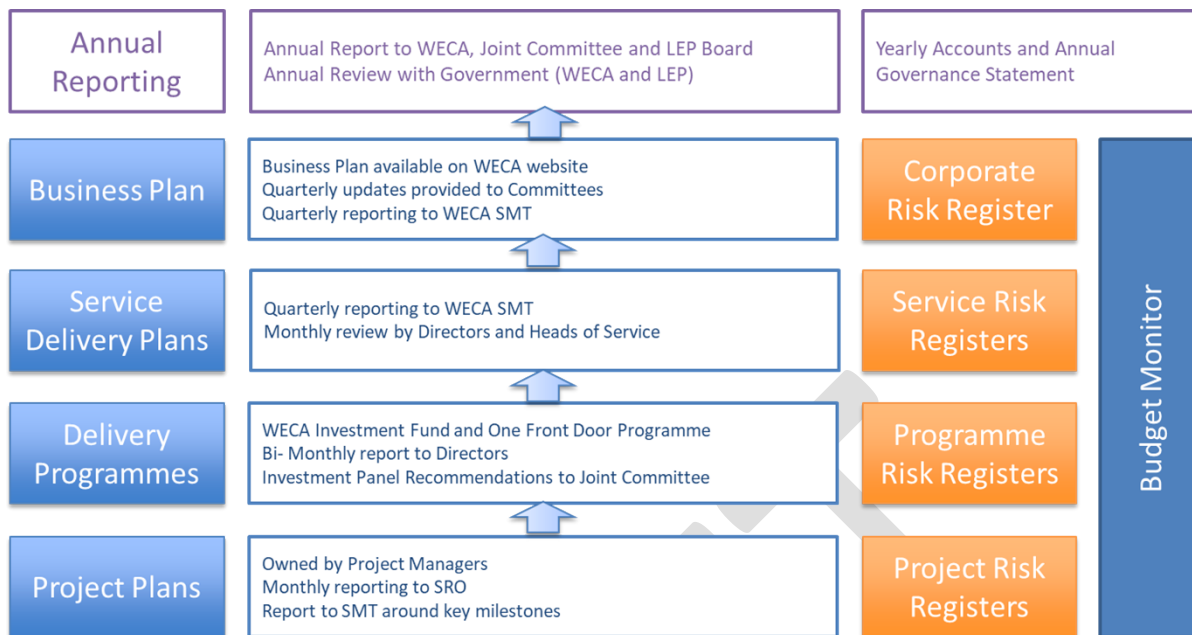 Annual
Reporting
Annual Report to WECA, Joint Committee and LEP Board
Annual Review with Government (WECA and LEP)
Yearly Accounts and Annual
Governance Statement
Business Plan
Business Plan available on WECA website
Quarterly updates provided to Committees
Quarterly reporting to WECA SMT
Corporate
Risk Register
Service
Delivery Plans
Quarterly reporting to WECA SMT
Monthly review by Directors and Heads of Service
Service Risk
Registers
Delivery
Programmes
WECA Investment Fund and One Front Door Programme
Bi- Monthly report to Directors
Investment Panel Recommendations to Joint Committee
Programme
Risk Registers
Project Plans
Owned by Project Managers
Monthly reporting to SRO
Report to SMT around key milestones
Project Risk
Registers
Budget Monitor